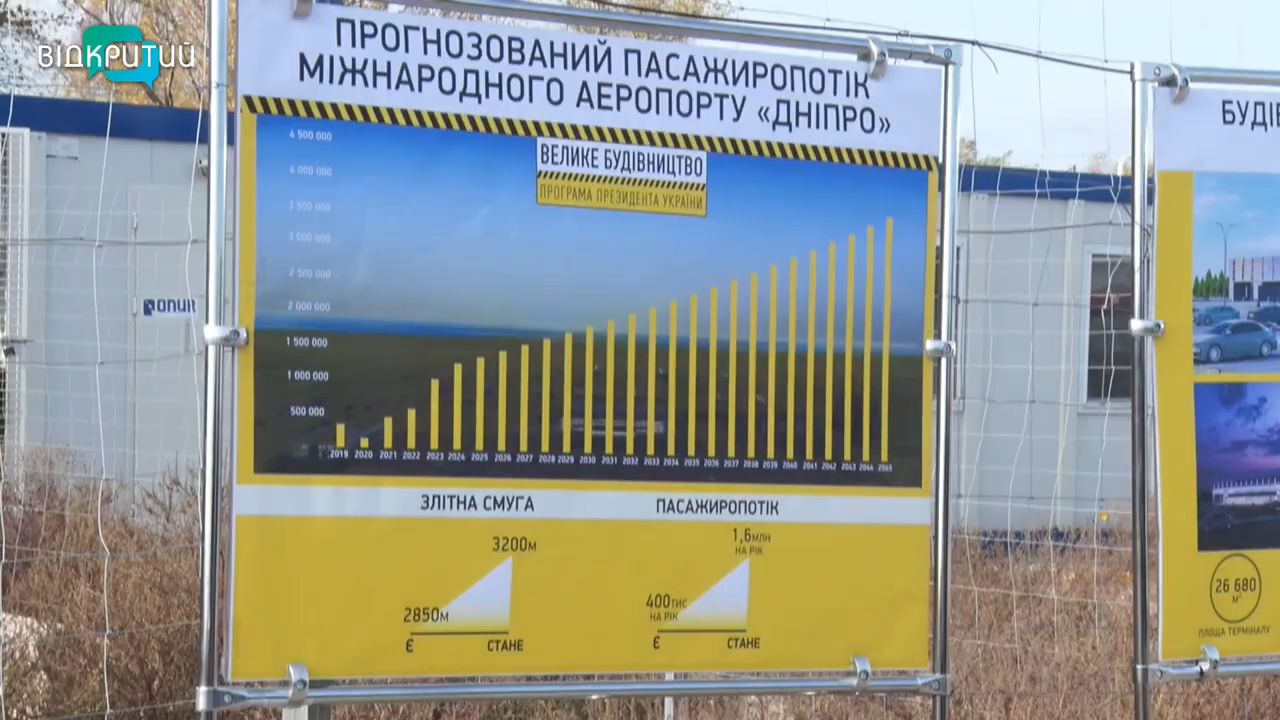 ВІДКРИТИЙ
ПРОГНОЗОВАНИЙ ПАСАЖИРОПОТІК
МІЖНАРОДНОГО АЕРОПОРТУ «ДНІПРО»
ВЕЛИКЕ БУДІВНИЦТВО
ПРОГРАМА ПРЕЗИДЕНТА УКРАЇНИ
4 500 000
4 000 000
3 500 000
3 000 000
2 500 000
2 000 000
1 500 000
1 000 000
500 000
2019 2020 2021 2022 2023 2024 2025 2026 2027 2028 2029 2030 2031 2032 2033 2034 2035 2036 2037 2038 2039 2040 2041 2042 2043 2044 2045
ЗЛІТНА СМУГА
3200м
2850м
Є СТАНЕ
ПАСАЖИРОПОТІК
1,6млн
НА РІК
400тис
НА РІК
Є СТАНЕ
ONUR
БУДІВ
26 680
м²
ПЛОЩА ТЕРМІНАЛУ